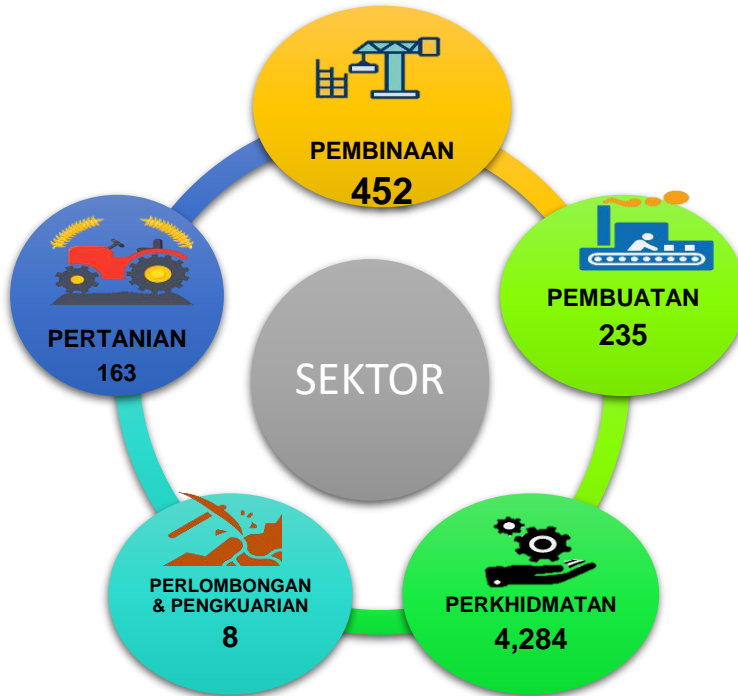 PEMBINAAN
452
PEMBUATAN
235
PERKHIDMATAN
4,284
PERLOMBONGAN
& PENGKUARIAN
8
PERTANIAN
163
SEKTOR